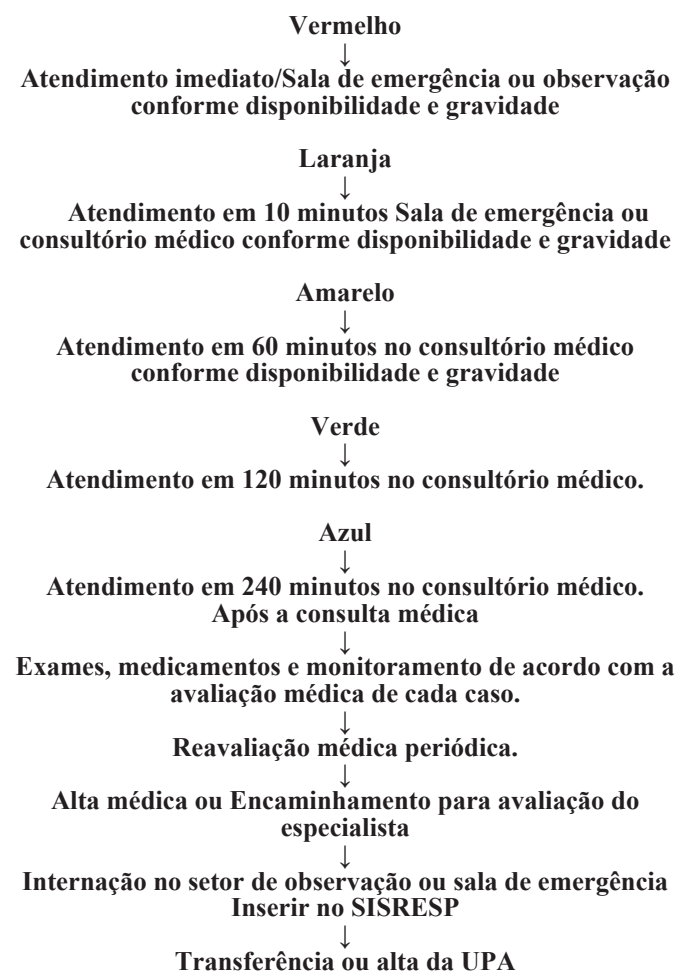 Vermelho
↓
Atendimento imediato/Sala de emergência ou observação
conforme disponibilidade e gravidade
Laranja
↓
Atendimento em 10 minutos Sala de emergência ou
consultório médico conforme disponibilidade e gravidade
Amarelo
↓
Atendimento em 60 minutos no consultório médico
conforme disponibilidade e gravidade
Verde
↓
Atendimento em 120 minutos no consultório médico.
Azul
↓
Atendimento em 240 minutos no consultório médico.
Após a consulta médica
↓
Exames, medicamentos e monitoramento de acordo com a
avaliação médica de cada caso.
↓
Reavaliação médica periódica.
↓
Alta médica ou Encaminhamento para avaliação do
especialista
↓
Internação no setor de observação ou sala de emergência
Inserir no SISRESP
↓
Transferência ou alta da UPA